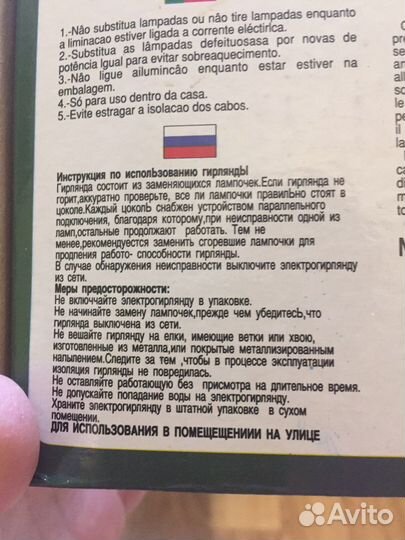 1.-Não substitua lampadas ou não tire lampadas enquanto
a liminacao estiver ligada a corrente eléctirica.
2.-Substitua as lâmpadas defeituosasa por novas de
potência Igual para evitar sobreaquecimento.
3.-Não ligue ailumincão enquanto estar estiver na
embalagem.
4.-Só para uso dentro da casa.
5.-Evite estragar a isolacao dos cabos.
Инструкция по исполЬзованию гирляндЫ
Гирлянда состоит из заменяющихся лампочек.Если гирлянда не
горит,аккуратно проверьте, все ли лампочки правилЬно стоят в
цоколе.Каждый цоколЬ снабжен устройством параллельного
подключения, благодаря которому,при неисправности одной из
ламп,остальные продолжают работать. Тем не
менее,рекомендуется заменить сгоревшие лампочки для
продления работо- способности гирлянды.
В случае обнаружения неисправности выключите электрогирлянду
из сети.
Меры предосторожности:
Не включайте электрогирлянду в упаковке.
Не начинайте замену лампочек,прежде чем убедитесь,что
гирлянда выключена из сети.
Не вешайте гирлянду на елки, имеющие ветки или хвою,
изготовленные из металла,или покрытые металлизированным
напылением.Следите за тем ,чтобы в процессе эксплуатации
изоляция гирлянды не повредилась.
Не оставляйте работающую без присмотра на длительное время.
Не допускайте попадание воды на электрогирлянду.
Храните электрогирлянду в штатной упаковке в сухом
помещении.
ДЛЯ ИСПОЛЬЗОВАНИЯ В ПОМЕЩЕЩЕНИИИ НА УЛИЦЕ
Avito